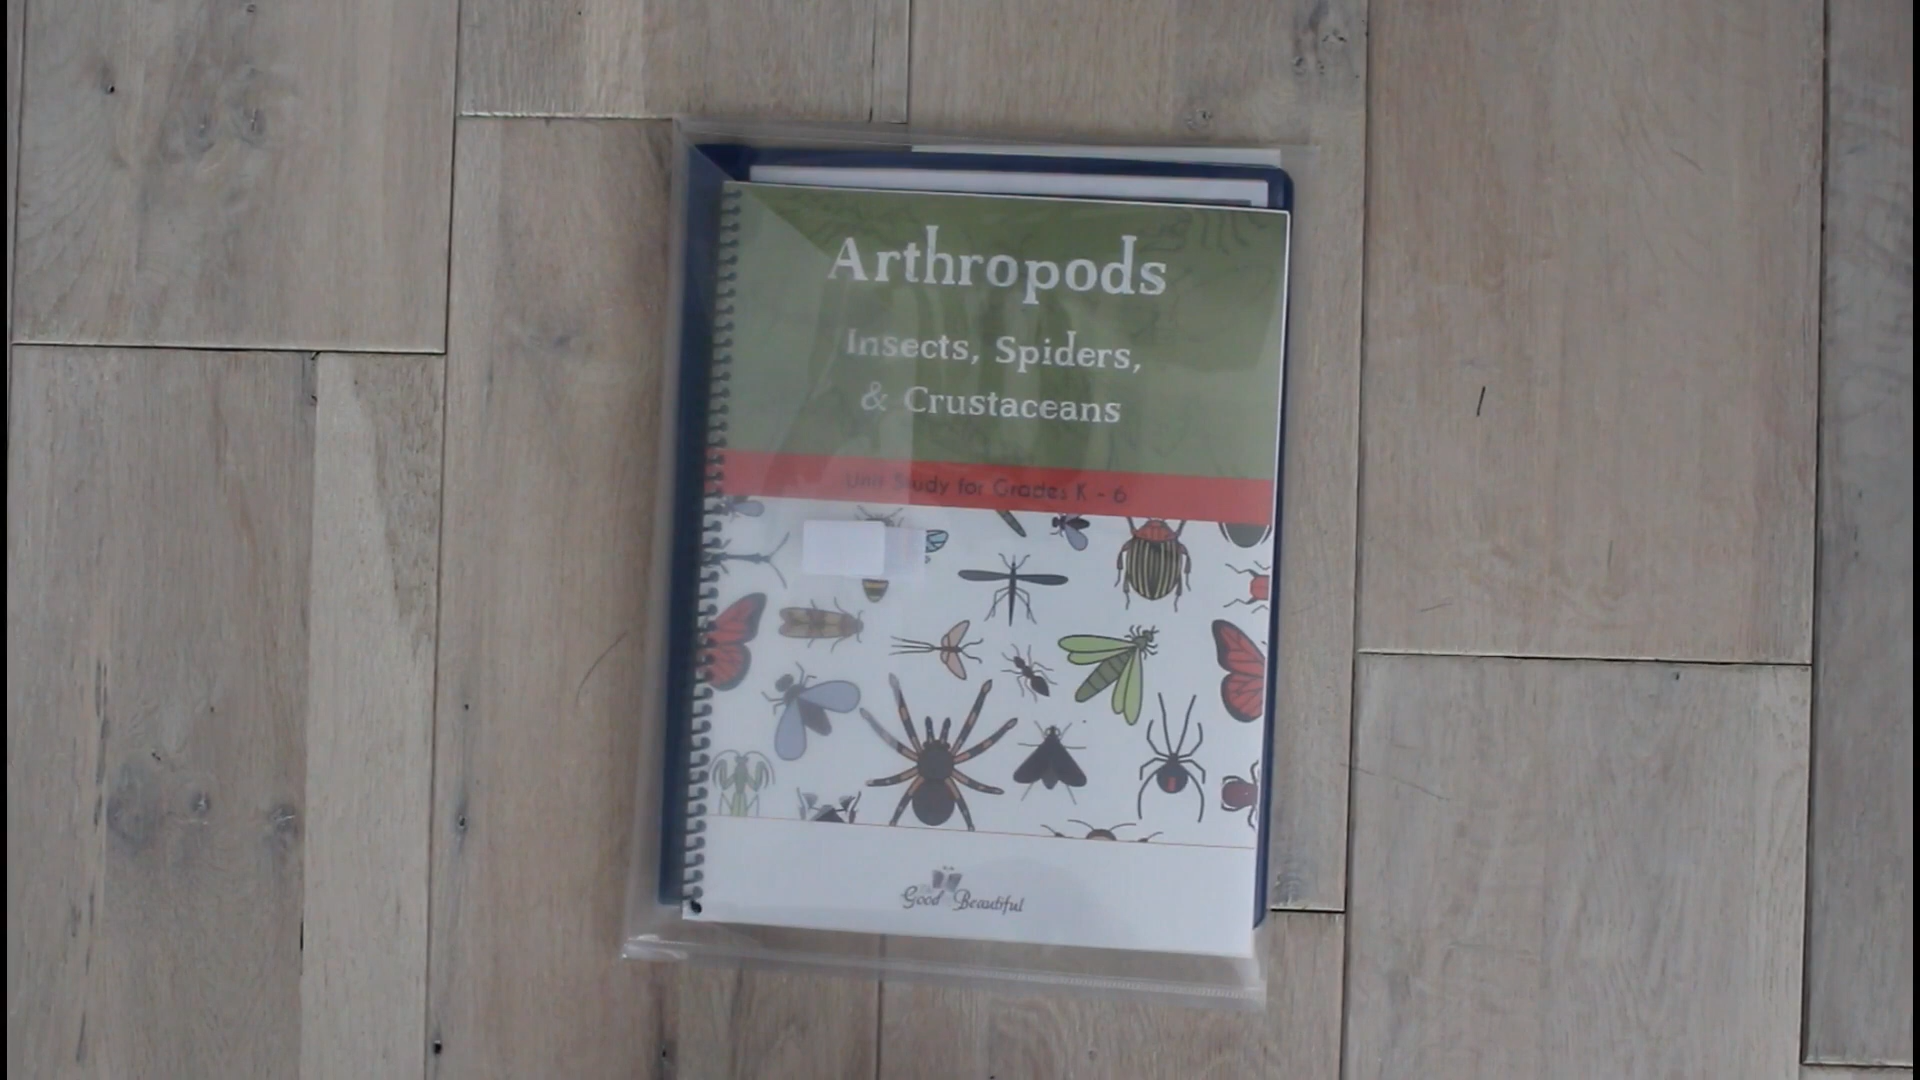 Arthropods
Insects, Spiders,
& Crustaceans
Unit Study for Grades K - 6
Good Beautiful